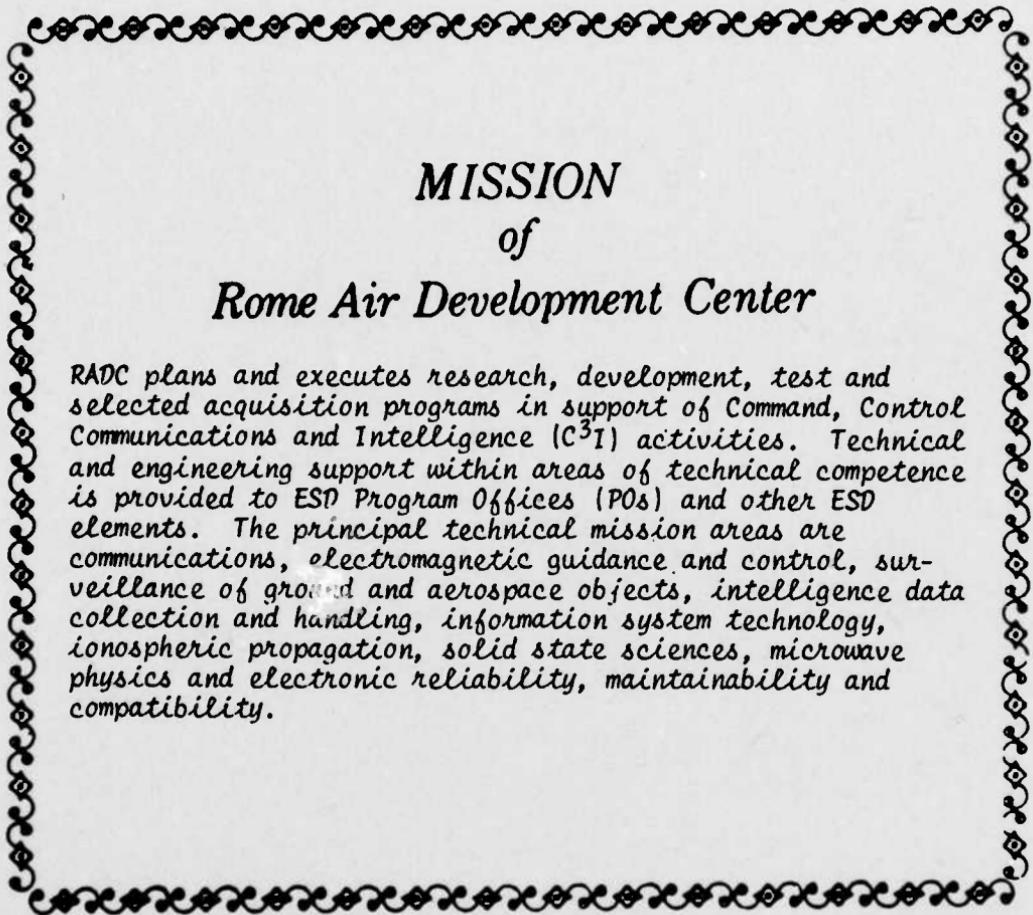 MISSION
of
Rome Air Development Center
RADC plans and executes research, development, test and
selected acquisition programs in support of Command, Control
Communications and Intelligence (C³I) activities. Technical
and engineering support within areas of technical competence
is provided to ESD Program Offices (POs) and other ESD
elements. The principal technical mission areas are
communications, electromagnetic guidance and control, sur-
veillance of ground and aerospace objects, intelligence data
collection and handling, information system technology,
ionospheric propagation, solid state sciences, microwave
physics and electronic reliability, maintainability and
compatibility.